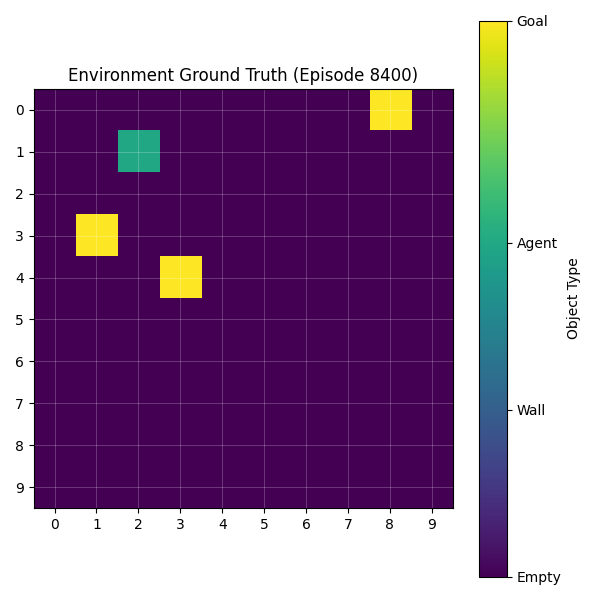 Environment Ground Truth (Episode 8400)
0
1
2
3
4
5
6
7
8
9
0 1 2 3 4 5 6 7 8 9
Goal
Agent
Wall
Empty
Object Type